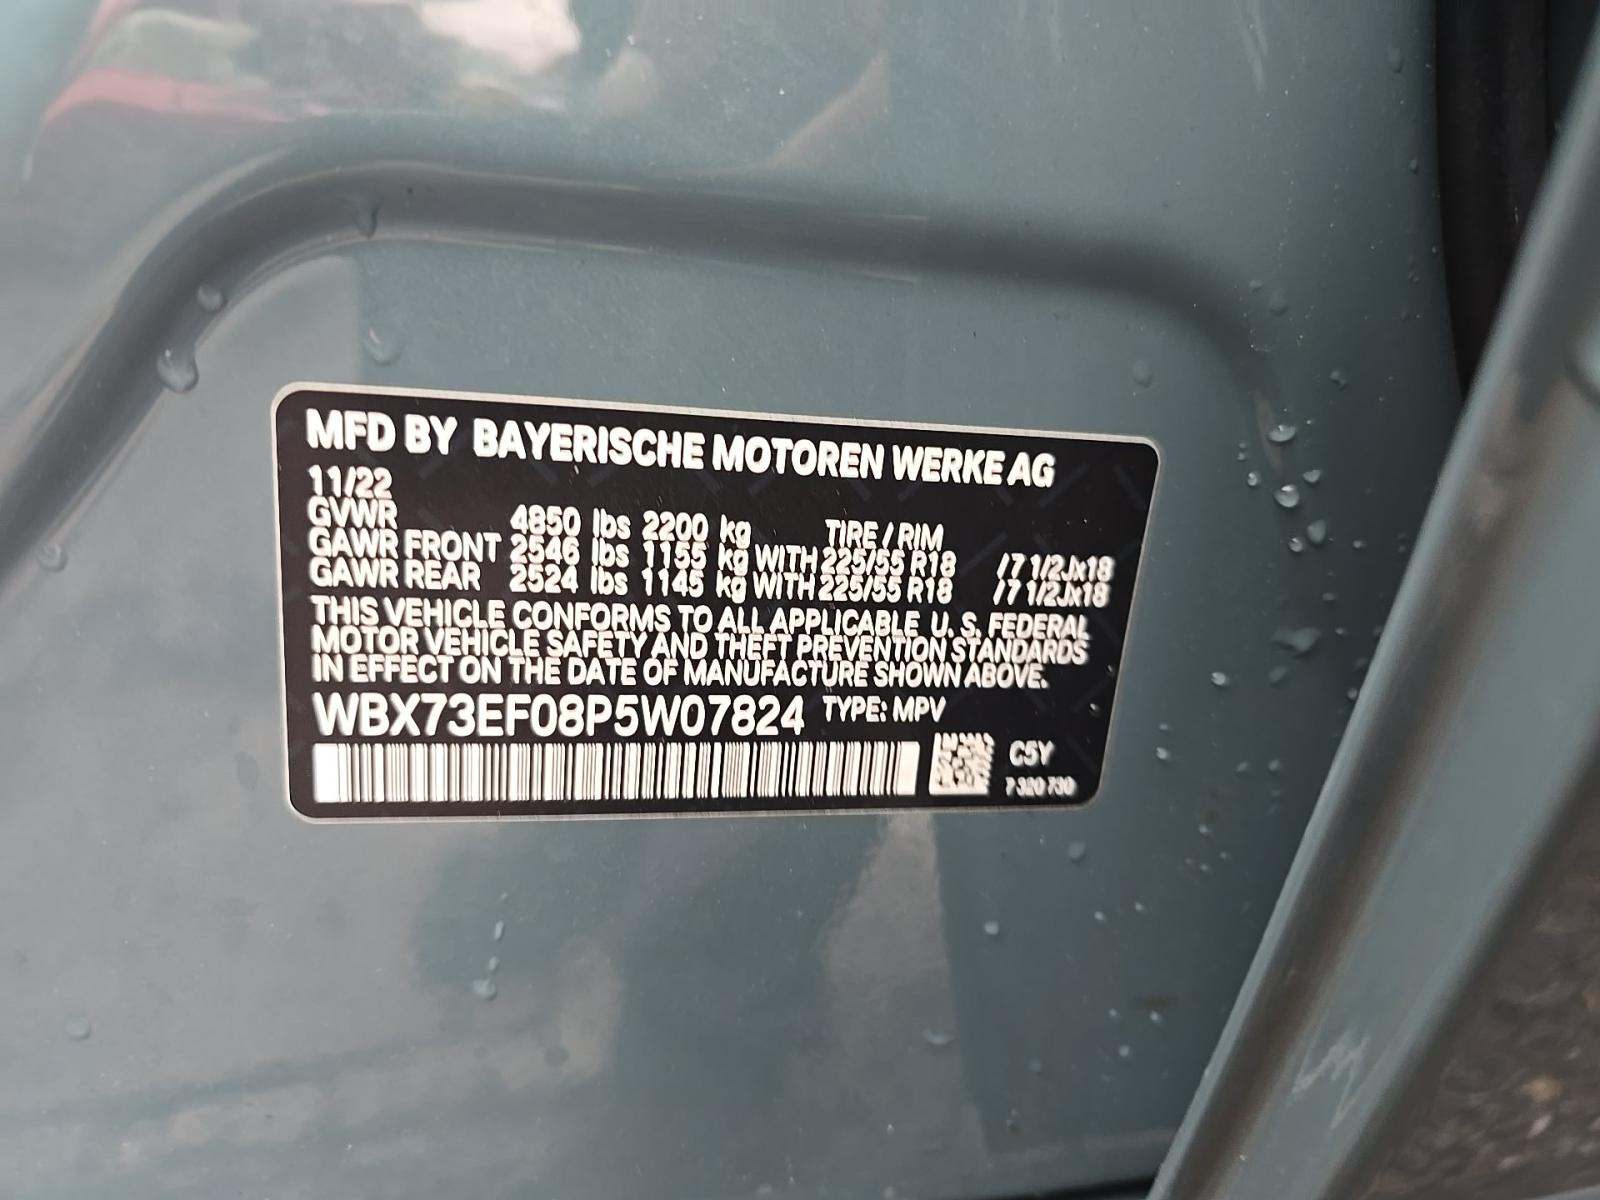 MFD BY BAYERISCHE MOTOREN WERKE AG
11/22
GVWR 4850 lbs 2200 kg TIRE / RIM
GAWR FRONT 2546 lbs 1155 kg WITH 225/55 R18 /7 1/2Jx18
GAWR REAR 2524 lbs 1145 kg WITH 225/55 R18 /7 1/2Jx18
THIS VEHICLE CONFORMS TO ALL APPLICABLE U. S. FEDERAL
MOTOR VEHICLE SAFETY AND THEFT PREVENTION STANDARDS
IN EFFECT ON THE DATE OF MANUFACTURE SHOWN ABOVE.
WBX73EF08P5W07824 TYPE: MPV
C5Y
7 320 730